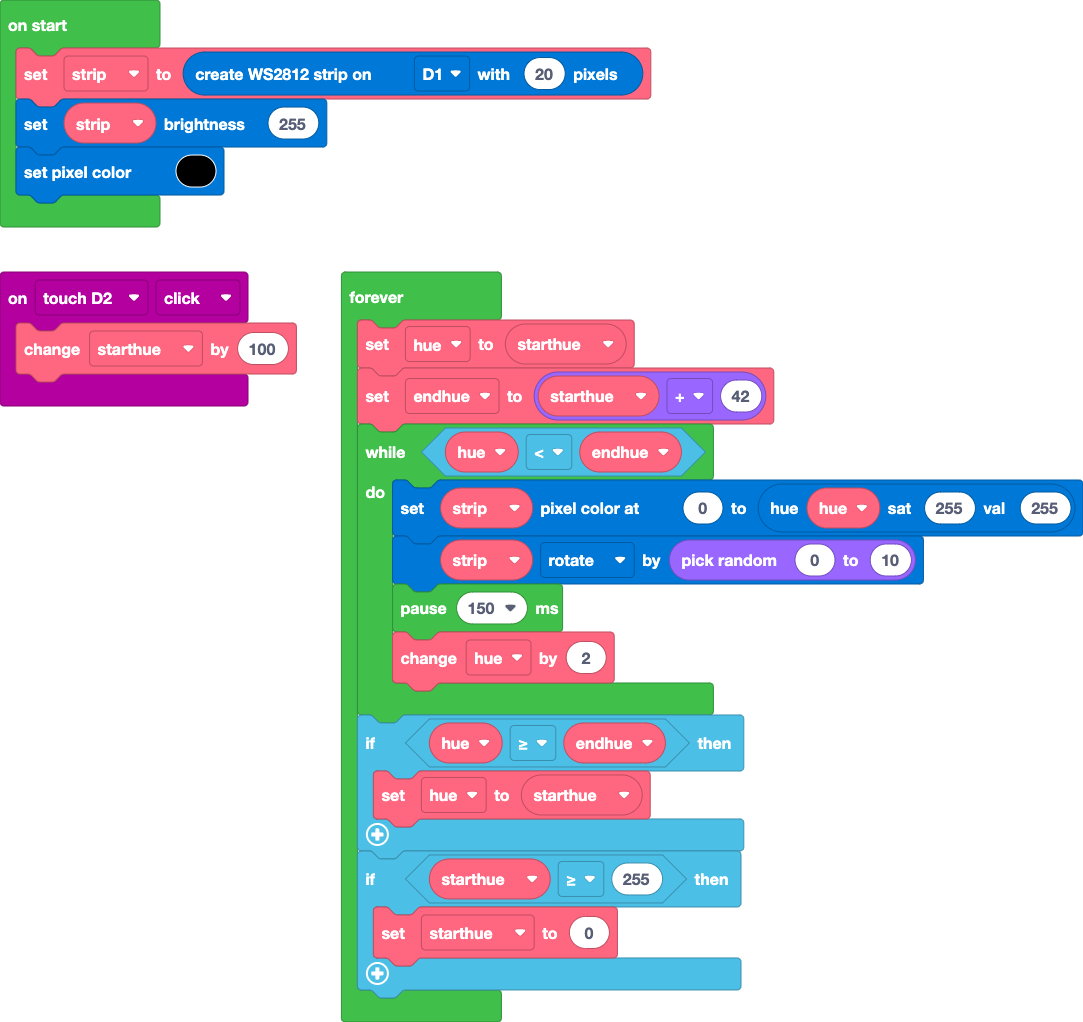 on start
set strip to create WS2812 strip on D1 with 20 pixels
set strip brightness 255
set pixel color
on touch D2 click
change starthue by 100
forever
set hue to starthue
set endhue to starthue + 42
while hue < endhue
do
set strip pixel color at 0 to hue hue sat 255 val 255
strip rotate by pick random 0 to 10
pause 150 ms
change hue by 2
if hue ≥ endhue then
set hue to starthue
if starthue ≥ 255 then
set starthue to 0